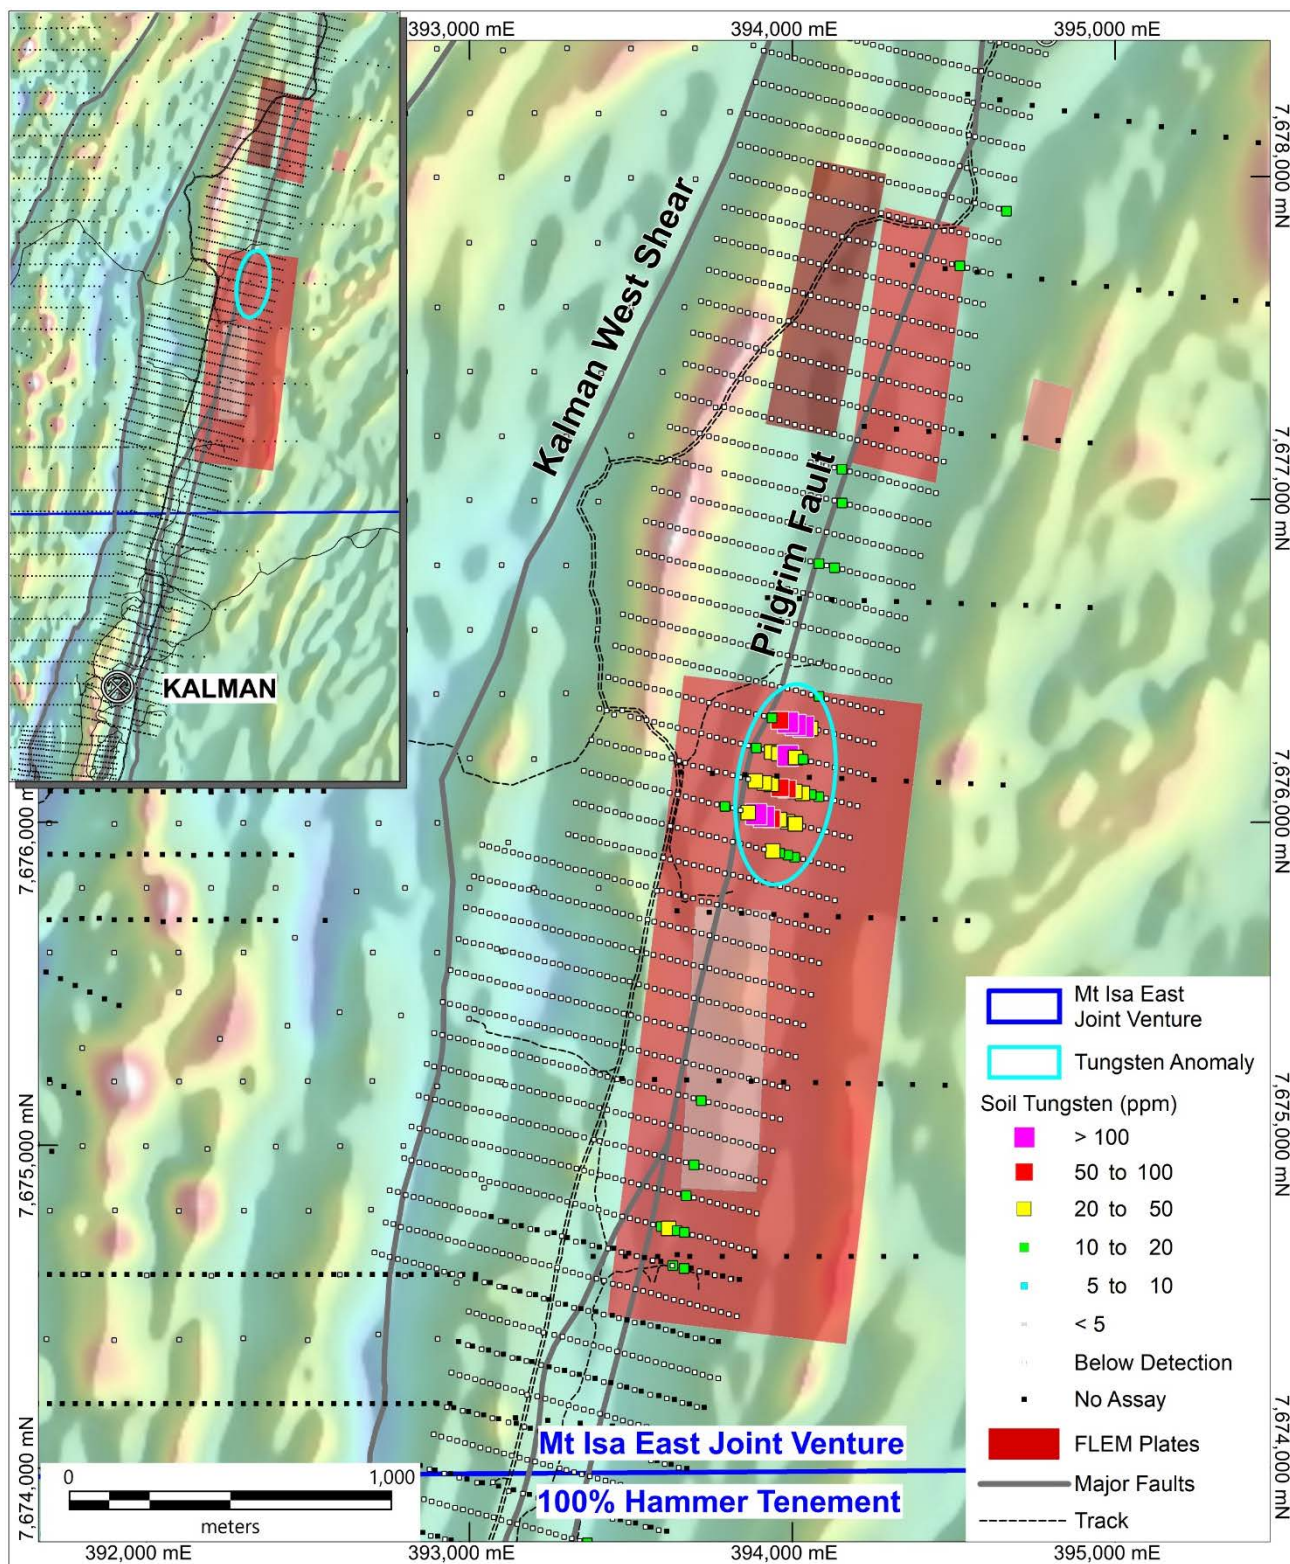 393,000 mE
394,000 mE
395,000 mE
7,678,000 mN
Kalman West Shear
7,677,000 mN
Pilgrim Fault
KALMAN
7,676,000 mN
7,676,000 mN
Mt Isa East
Joint Venture
Tungsten Anomaly
Soil Tungsten (ppm)
> 100
50 to 100
20 to 50
10 to 20
5 to 10
< 5
Below Detection
No Assay
FLEM Plates
Major Faults
Track
7,675,000 mN
7,675,000 mN
Mt Isa East Joint Venture
100% Hammer Tenement
7,674,000 mN
7,674,000 mN
0 1,000
meters
392,000 mE
393,000 mE
394,000 mE
395,000 mE